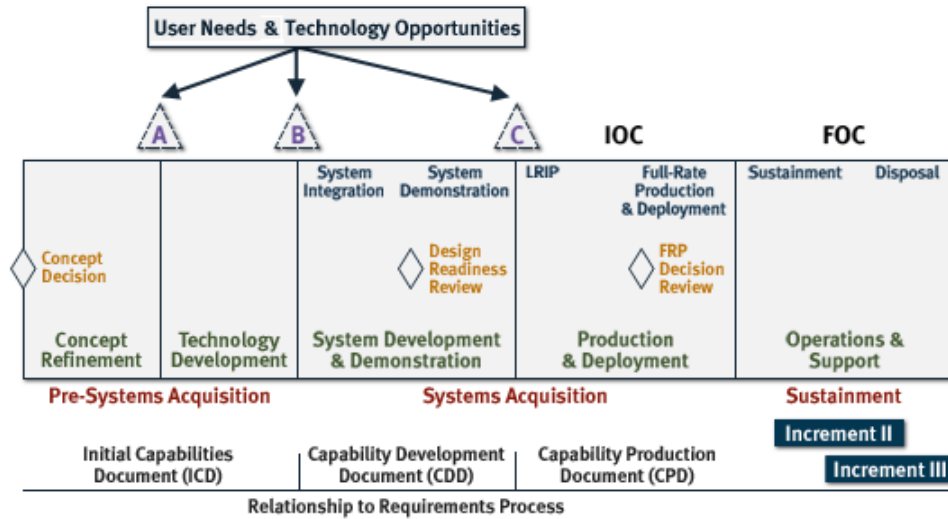 User Needs & Technology Opportunities
A
B
C
IOC
FOC
System
Integration
System
Demonstration
LRIP
Full-Rate
Production
& Deployment
Sustainment
Disposal
Concept
Decision
Design
Readiness
Review
FRP
Decision
Review
Concept
Refinement
Technology
Development
System Development
& Demonstration
Production
& Deployment
Operations &
Support
Pre-Systems Acquisition
Systems Acquisition
Sustainment
Increment II
Increment III
Initial Capabilities
Document (ICD)
Capability Development
Document (CDD)
Capability Production
Document (CPD)
Relationship to Requirements Process